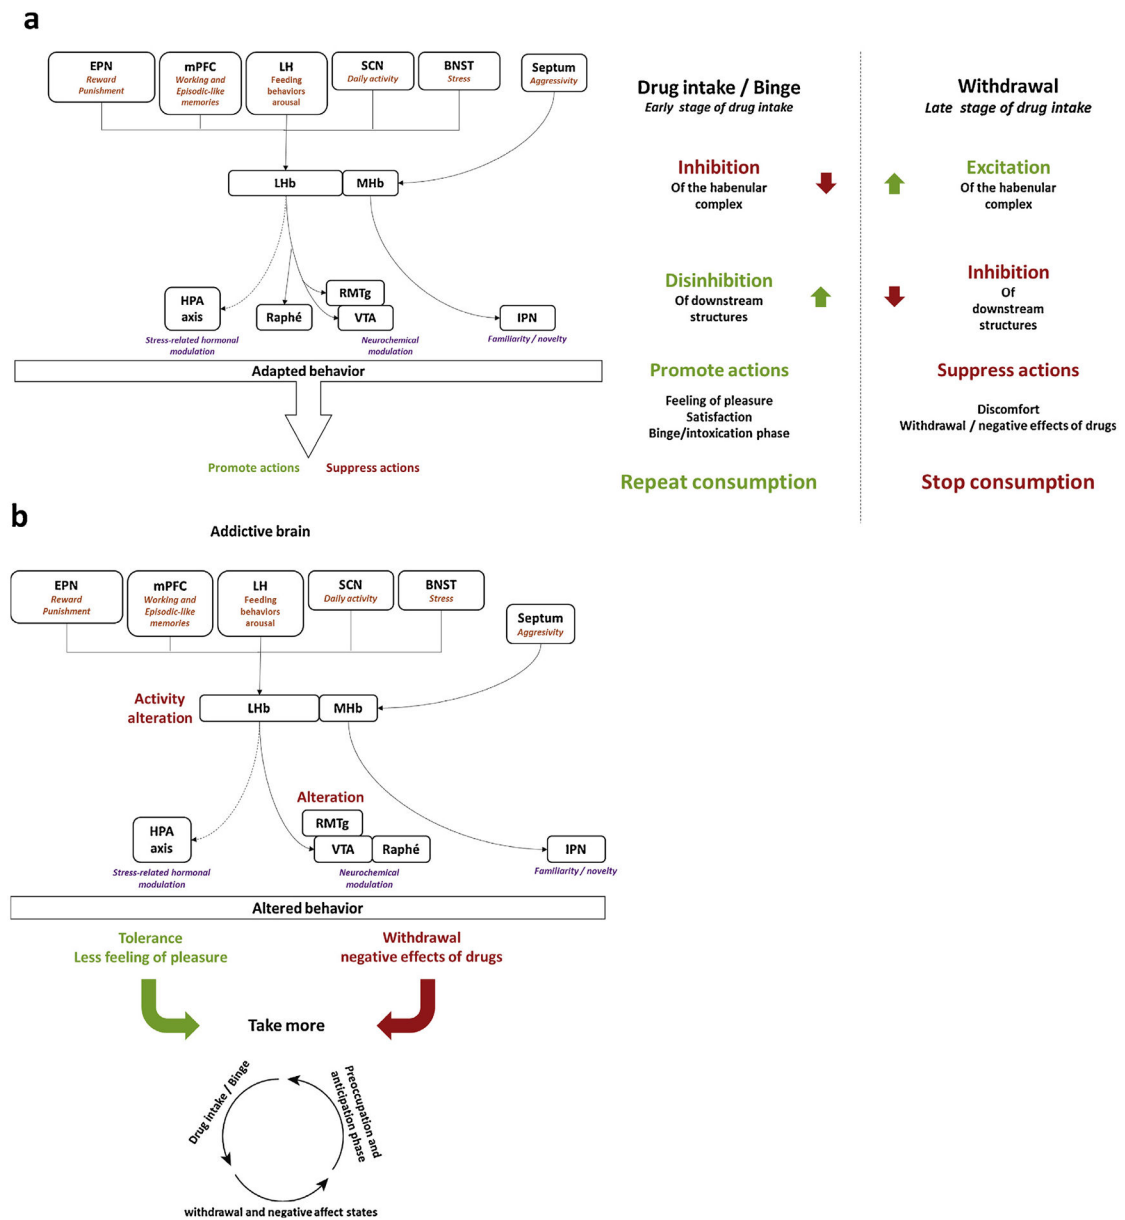 a
EPN
Reward
Punishment
mPFC
Working and
Episodic-like
memories
LH
Feeding
behaviors
arousal
SCN
Daily activity
BNST
Stress
Septum
Aggressivity
LHb
MHb
HPA
axis
Stress-related hormonal
modulation
Raphé
RMTg
VTA
Neurochemical
modulation
IPN
Familiarity / novelty
Adapted behavior
Promote actions
Suppress actions
Drug intake / Binge
Early stage of drug intake
Inhibition
Of the habenular
complex
Disinhibition
Of downstream
structures
Promote actions
Feeling of pleasure
Satisfaction
Binge/intoxication phase
Repeat consumption
Withdrawal
Late stage of drug intake
Excitation
Of the habenular
complex
Inhibition
Of
downstream
structures
Suppress actions
Discomfort
Withdrawal / negative effects of drugs
Stop consumption
b
Addictive brain
EPN
Reward
Punishment
mPFC
Working and
Episodic-like
memories
LH
Feeding
behaviors
arousal
SCN
Daily activity
BNST
Stress
Septum
Aggresivity
Activity
alteration
LHb
MHb
HPA
axis
Stress-related hormonal
modulation
Alteration
RMTg
VTA
Raphé
Neurochemical
modulation
IPN
Familiarity / novelty
Altered behavior
Tolerance
Less feeling of pleasure
Withdrawal
negative effects of drugs
Take more
Drug intake / Binge
Preoccupation and
anticipation phase
withdrawal and negative affect states